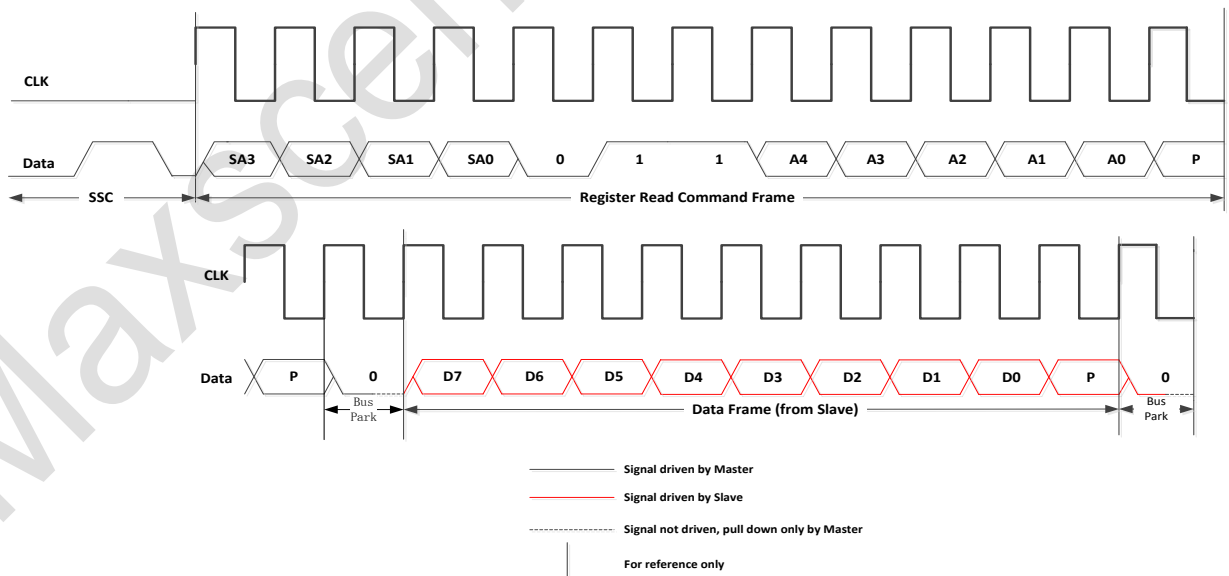 CLK
Data SA3 SA2 SA1 SA0 0 1 1 A4 A3 A2 A1 A0 P
SSC Register Read Command Frame
CLK
Data P 0 D7 D6 D5 D4 D3 D2 D1 D0 P 0
Bus Park Data Frame (from Slave) Bus Park
Signal driven by Master
Signal driven by Slave
Signal not driven, pull down only by Master
For reference only
Maxscen